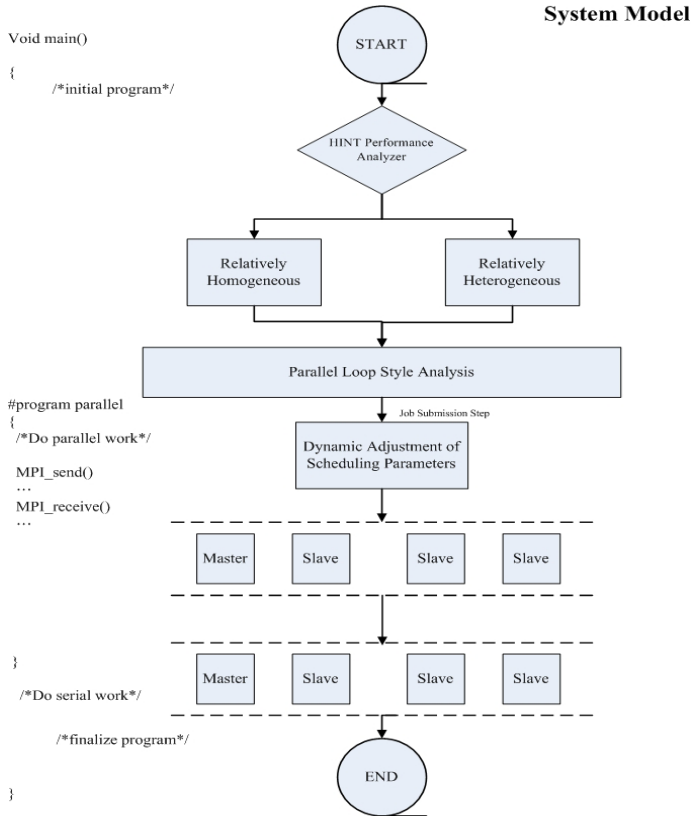 System Model
Void main()
{
/*initial program*/
START
HINT Performance
Analyzer
Relatively
Homogeneous
Relatively
Heterogeneous
Parallel Loop Style Analysis
#program parallel
{
/*Do parallel work*/
Job Submission Step
Dynamic Adjustment of
Scheduling Parameters
MPI_send()
…
MPI_receive()
…
Master Slave Slave Slave
}
Master Slave Slave Slave
/*Do serial work*/
/*finalize program*/
END
}